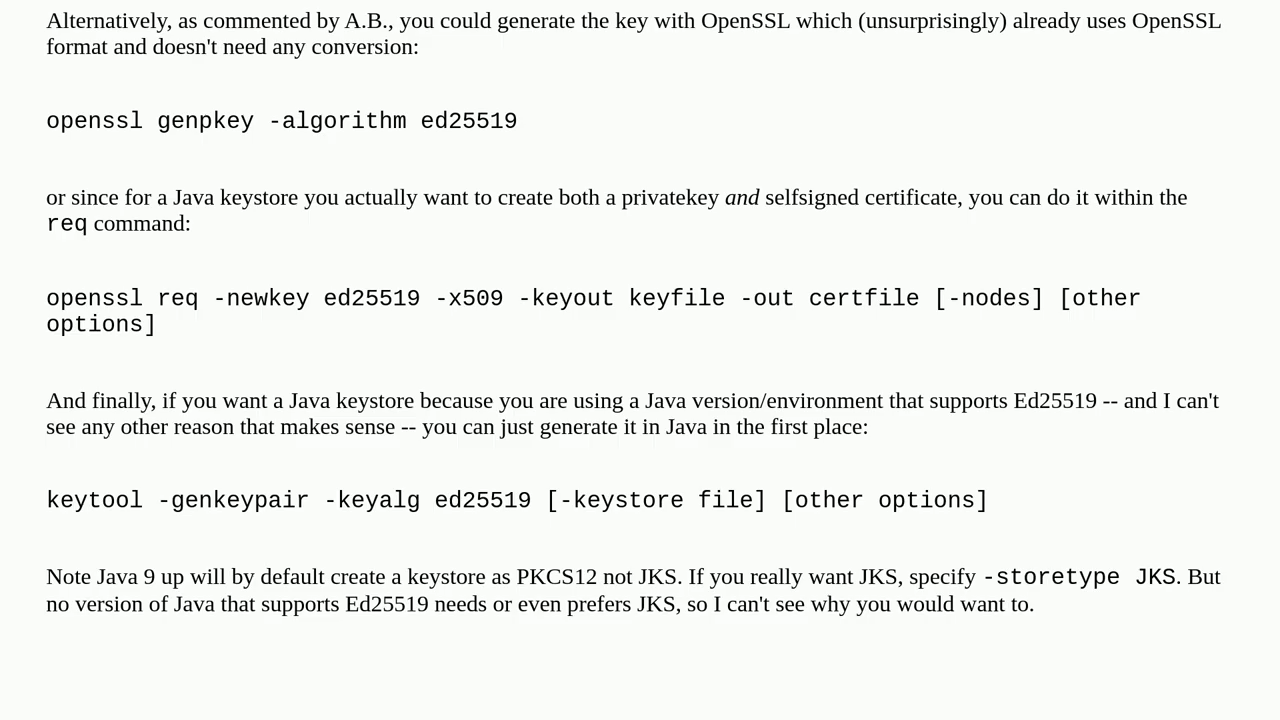 Alternatively, as commented by A.B., you could generate the key with OpenSSL which (unsurprisingly) already uses OpenSSL
format and doesn't need any conversion:
openssl genpkey -algorithm ed25519
or since for a Java keystore you actually want to create both a privatekey and selfsigned certificate, you can do it within the
req command:
openssl req -newkey ed25519 -x509 -keyout keyfile -out certfile [-nodes] [other
options]
And finally, if you want a Java keystore because you are using a Java version/environment that supports Ed25519 -- and I can't
see any other reason that makes sense -- you can just generate it in Java in the first place:
keytool -genkeypair -keyalg ed25519 [-keystore file] [other options]
Note Java 9 up will by default create a keystore as PKCS12 not JKS. If you really want JKS, specify -storetype JKS. But
no version of Java that supports Ed25519 needs or even prefers JKS, so I can't see why you would want to.